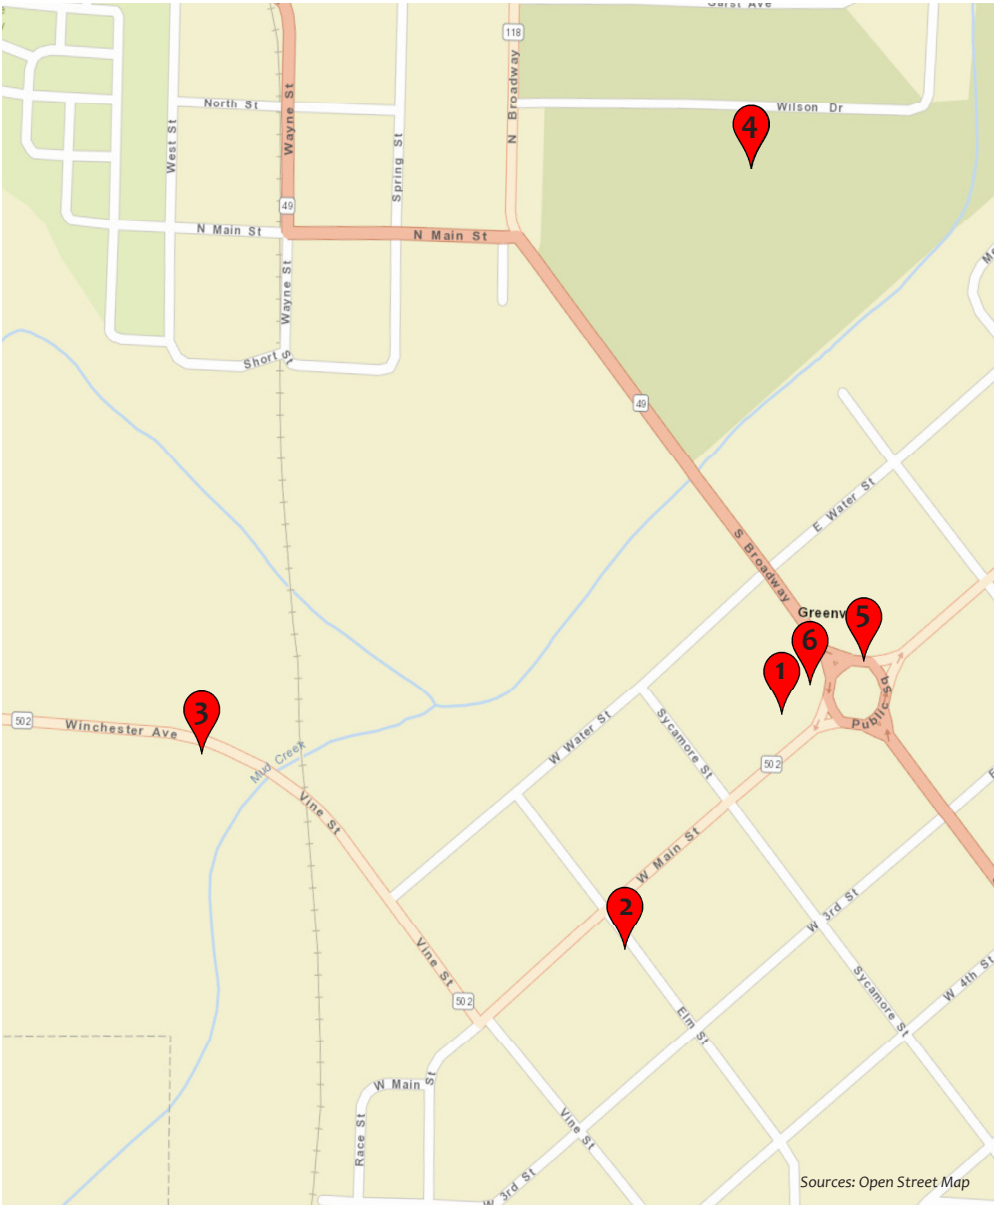 118
North St
Wilson Dr
4
N Broadway
Wayne St
West St
Spring St
49
N Main St
N Main St
Wayne St
Short St
49
E Water St
S Broadway
5
6
1
Public Sq
3
502
Winchester Ave
W Water St
Sycamore St
Mud Creek
502
Vine St
W Main St
2
W 3rd St
Vine St
W 4th St
502
Sycamore St
Elm St
W Main St
Race St
Vine St
W 3rd St
Sources: Open Street Map